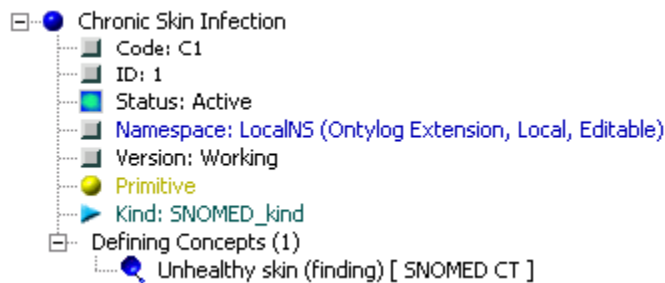 Chronic Skin Infection
Code: C1
ID: 1
Status: Active
Namespace: LocalNS (Ontylog Extension, Local, Editable)
Version: Working
Primitive
Kind: SNOMED_kind
Defining Concepts (1)
Unhealthy skin (finding) [ SNOMED CT ]